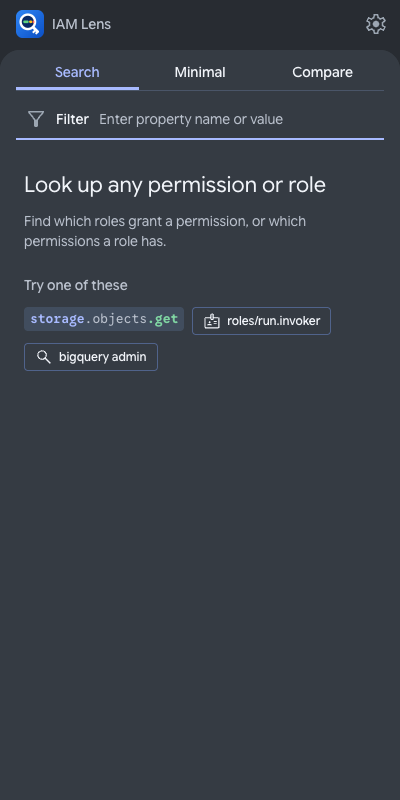 IAM Lens
Search Minimal Compare
Filter Enter property name or value
Look up any permission or role
Find which roles grant a permission, or which
permissions a role has.
Try one of these
storage.objects.get roles/run.invoker
bigquery admin